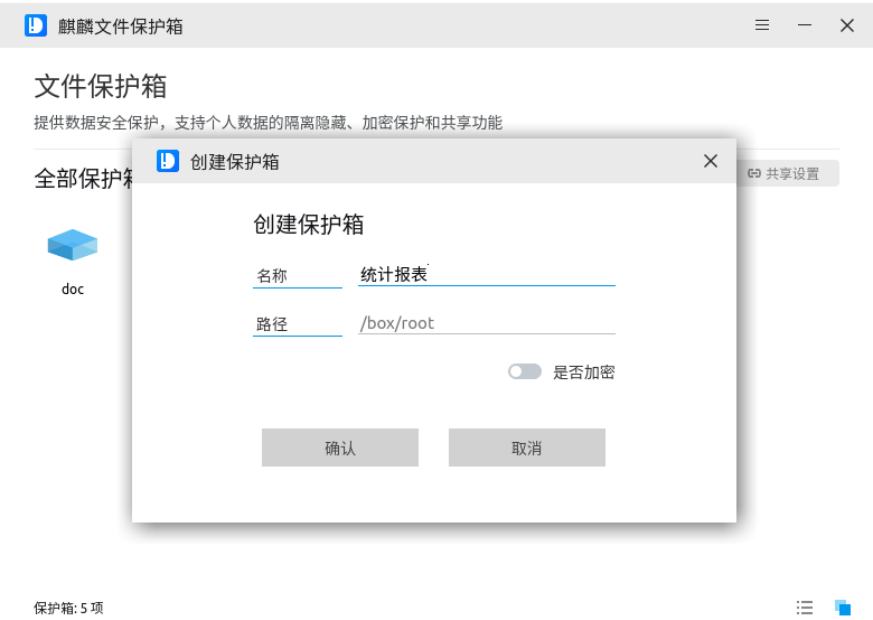 麒麟文件保护箱
文件保护箱
提供数据安全保护，支持个人数据的隔离隐藏、加密保护和共享功能
全部保护箱
共享设置
doc
创建保护箱
创建保护箱
名称 统计报表
路径 /box/root
是否加密
确认 取消
保护箱: 5 项